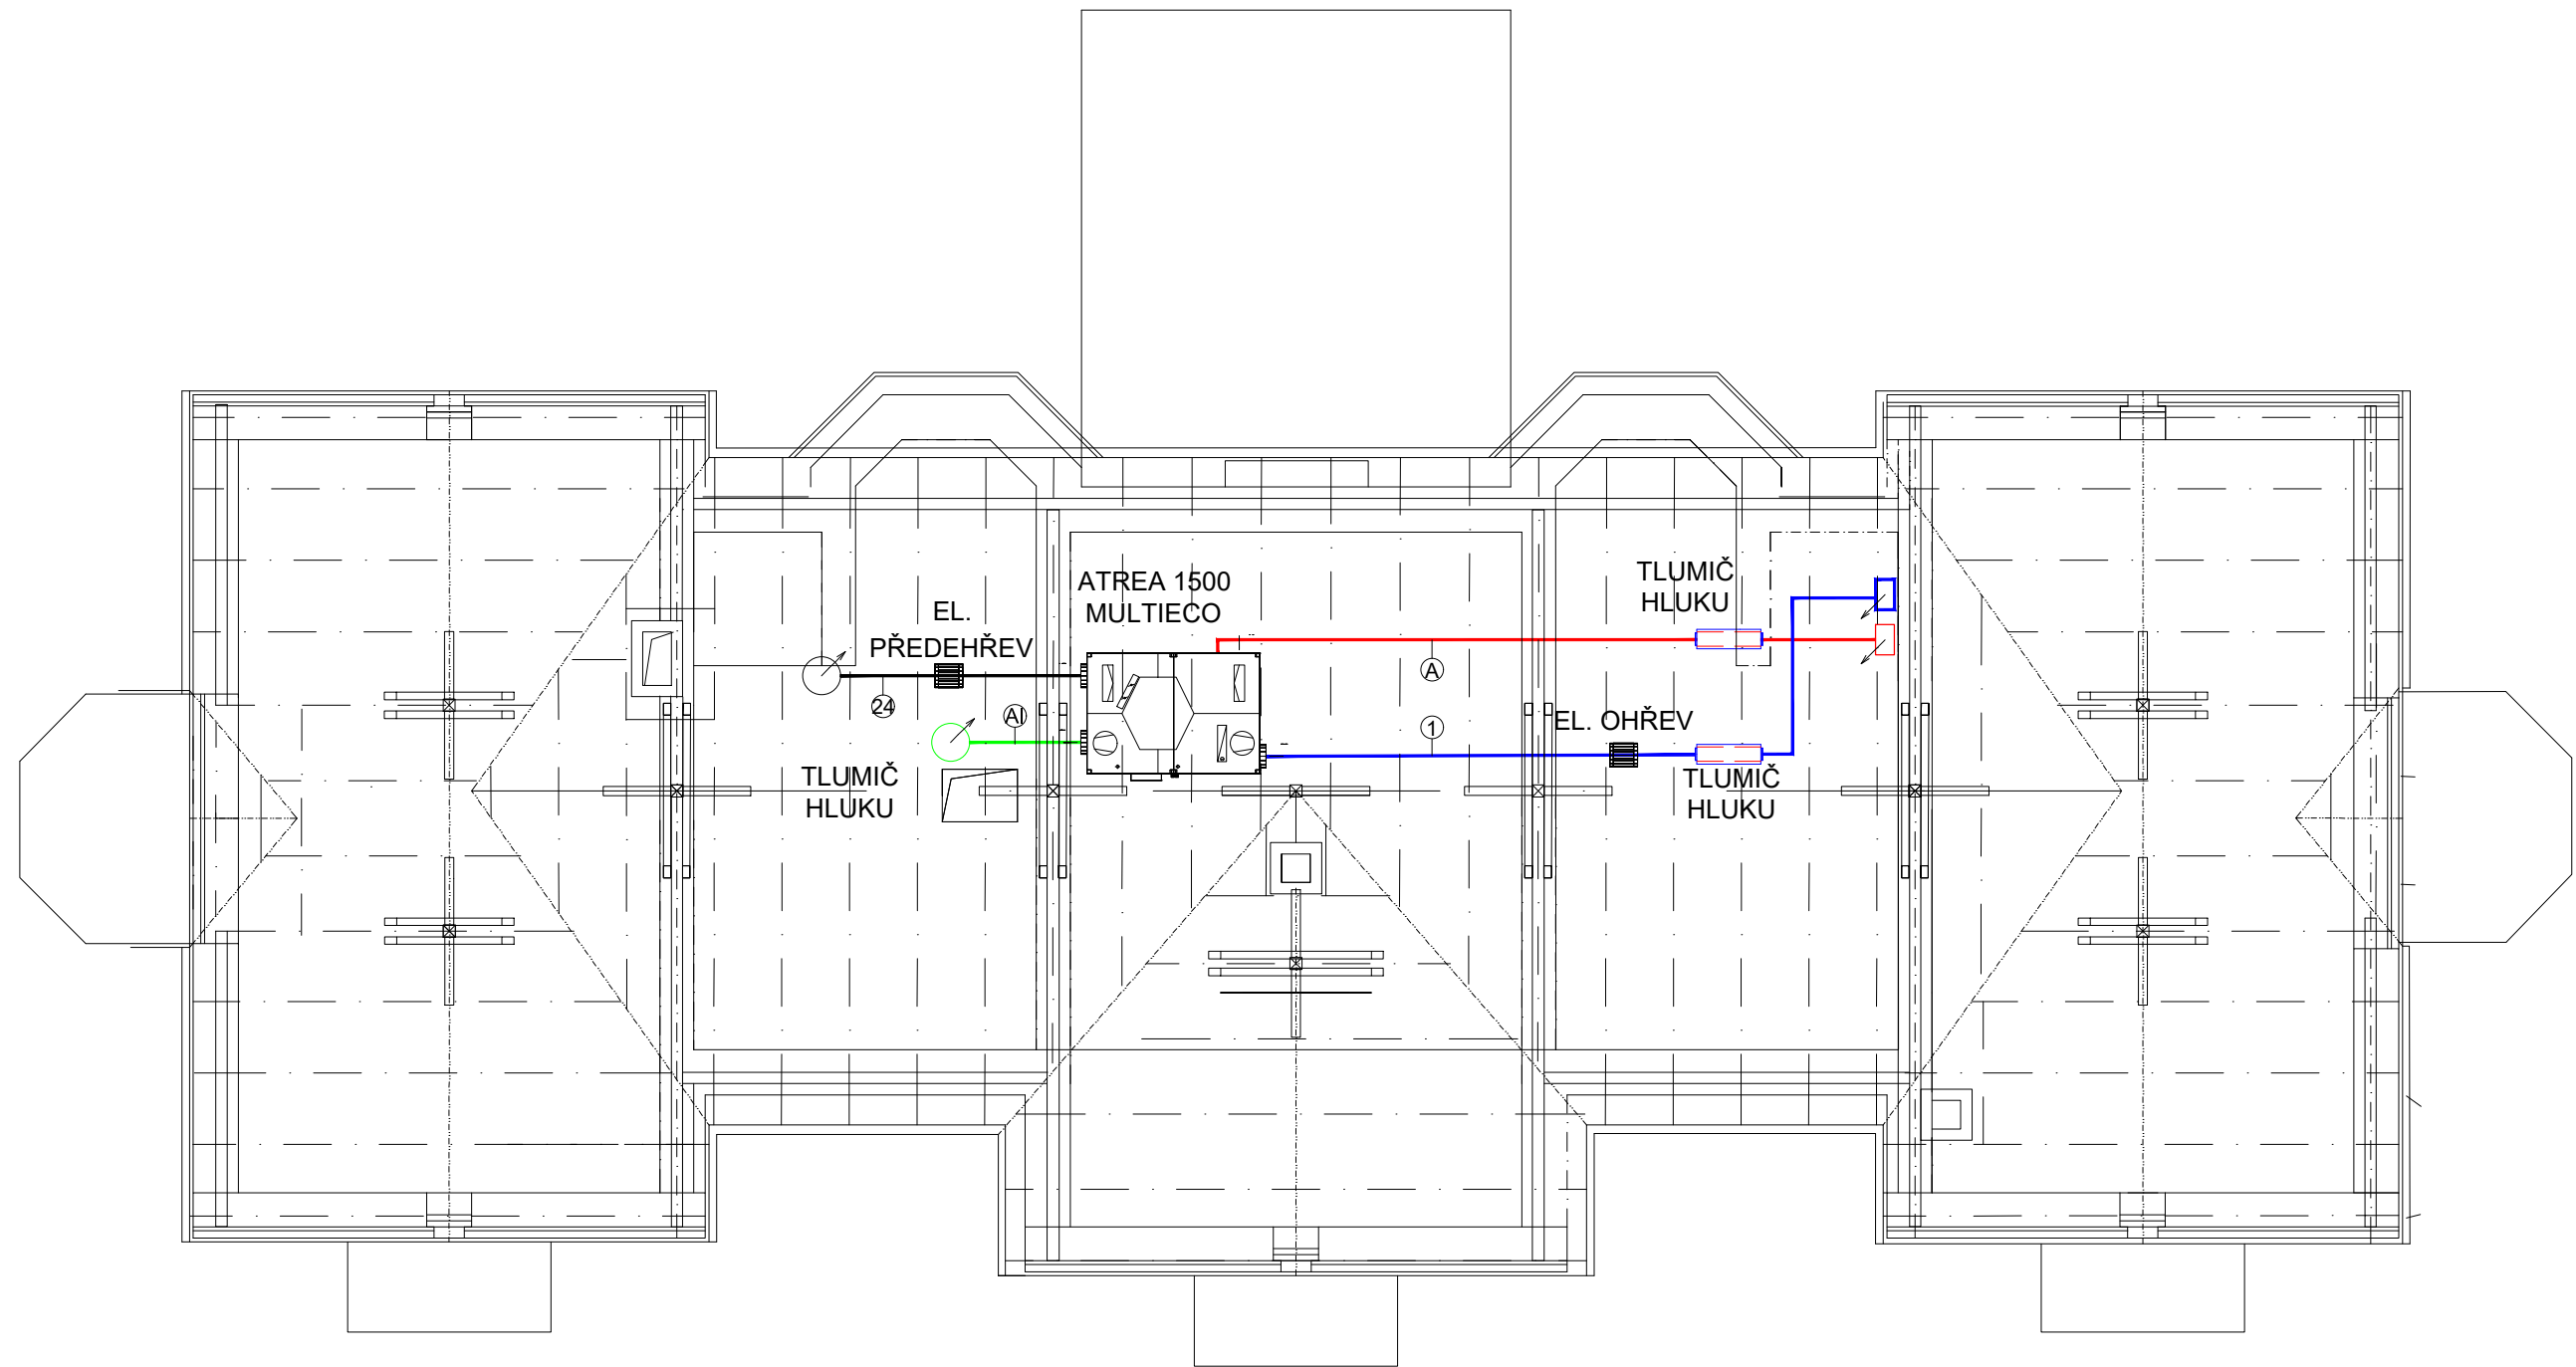 TLUMIČ
HLUKU
ATREA 1500
MULTIECO
EL.
PŘEDEHŘEV
A
24
AI
1
EL. OHŘEV
TLUMIČ
HLUKU
TLUMIČ
HLUKU